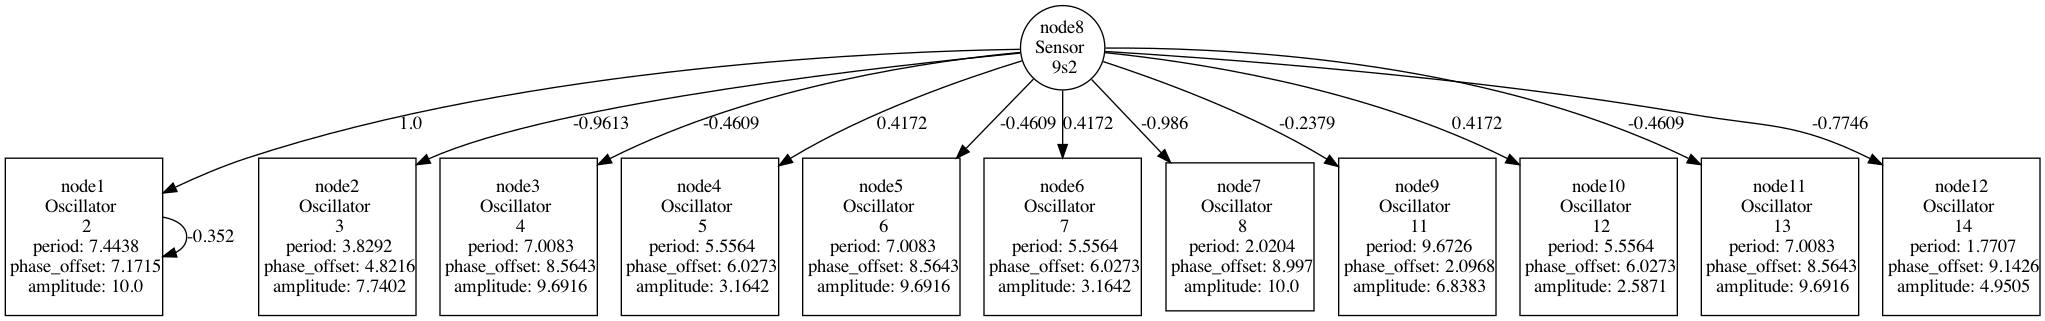 node8
Sensor
9s2
1.0
-0.9613
-0.4609
0.4172
-0.4609
0.4172
-0.986
-0.2379
0.4172
-0.4609
-0.7746
node1
Oscillator
2
period: 7.4438
phase_offset: 7.1715
amplitude: 10.0
-0.352
node2
Oscillator
3
period: 3.8292
phase_offset: 4.8216
amplitude: 7.7402
node3
Oscillator
4
period: 7.0083
phase_offset: 8.5643
amplitude: 9.6916
node4
Oscillator
5
period: 5.5564
phase_offset: 6.0273
amplitude: 3.1642
node5
Oscillator
6
period: 7.0083
phase_offset: 8.5643
amplitude: 9.6916
node6
Oscillator
7
period: 5.5564
phase_offset: 6.0273
amplitude: 3.1642
node7
Oscillator
8
period: 2.0204
phase_offset: 8.997
amplitude: 10.0
node9
Oscillator
11
period: 9.6726
phase_offset: 2.0968
amplitude: 6.8383
node10
Oscillator
12
period: 5.5564
phase_offset: 6.0273
amplitude: 2.5871
node11
Oscillator
13
period: 7.0083
phase_offset: 8.5643
amplitude: 9.6916
node12
Oscillator
14
period: 1.7707
phase_offset: 9.1426
amplitude: 4.9505